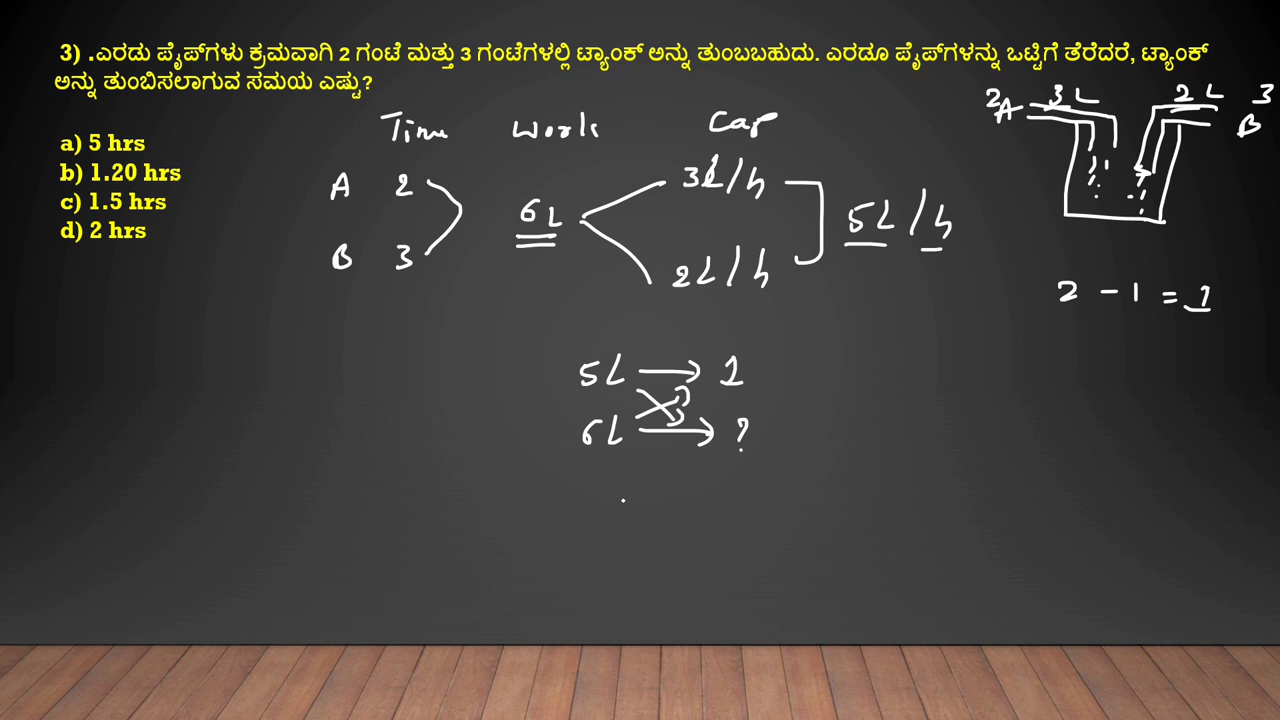 3) .ಎರಡು ಪೈಪ್‌ಗಳು ಕ್ರಮವಾಗಿ 2 ಗಂಟೆ ಮತ್ತು 3 ಗಂಟೆಗಳಲ್ಲಿ ಟ್ಯಾಂಕ್ ಅನ್ನು ತುಂಬಬಹುದು. ಎರಡೂ ಪೈಪ್‌ಗಳನ್ನು ಒಟ್ಟಿಗೆ ತೆರೆದರೆ, ಟ್ಯಾಂಕ್
ಅನ್ನು ತುಂಬಿಸಲಾಗುವ ಸಮಯ ಎಷ್ಟು?
a) 5 hrs
b) 1.20 hrs
c) 1.5 hrs
d) 2 hrs
Time Work Cap
A 2 3L/h
6L 5L/h
B 3 2L/h
2A 3L 2L 3
B
2 - 1 = 1
5L → 1
6L → ?